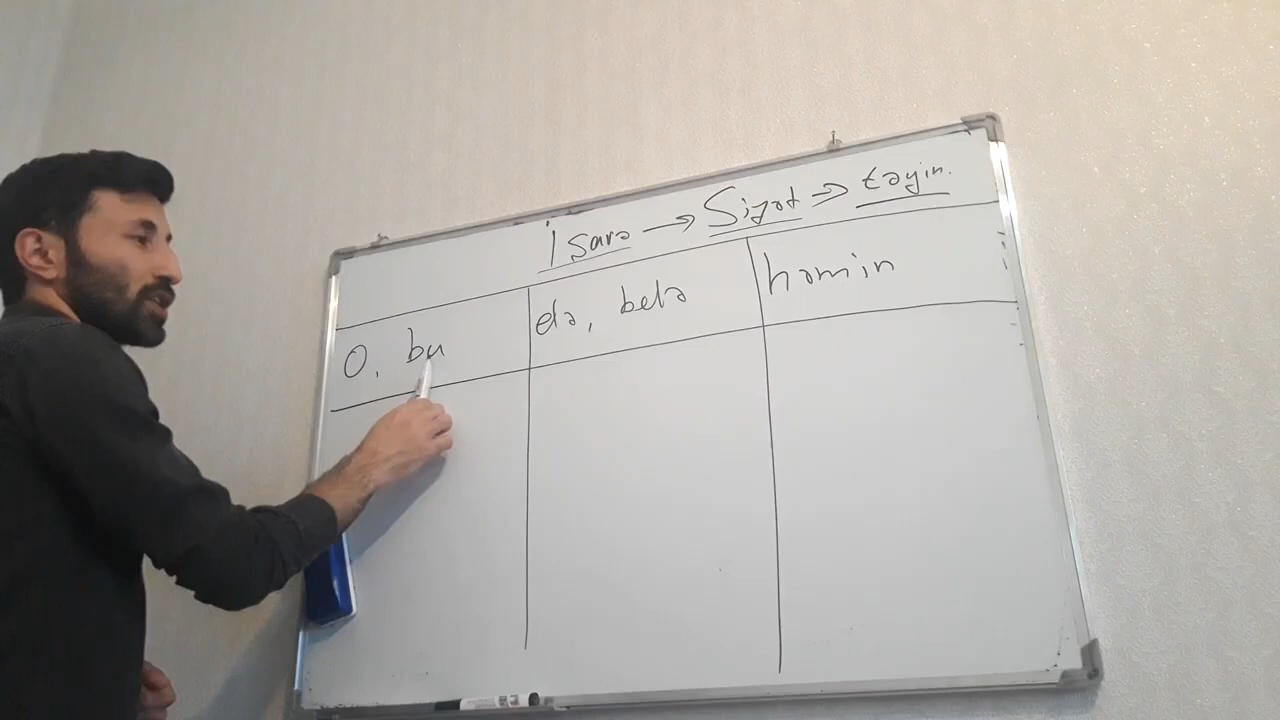 İşarə → Sifət ⇒ təyin.
O, bu
elə, belə
həmin